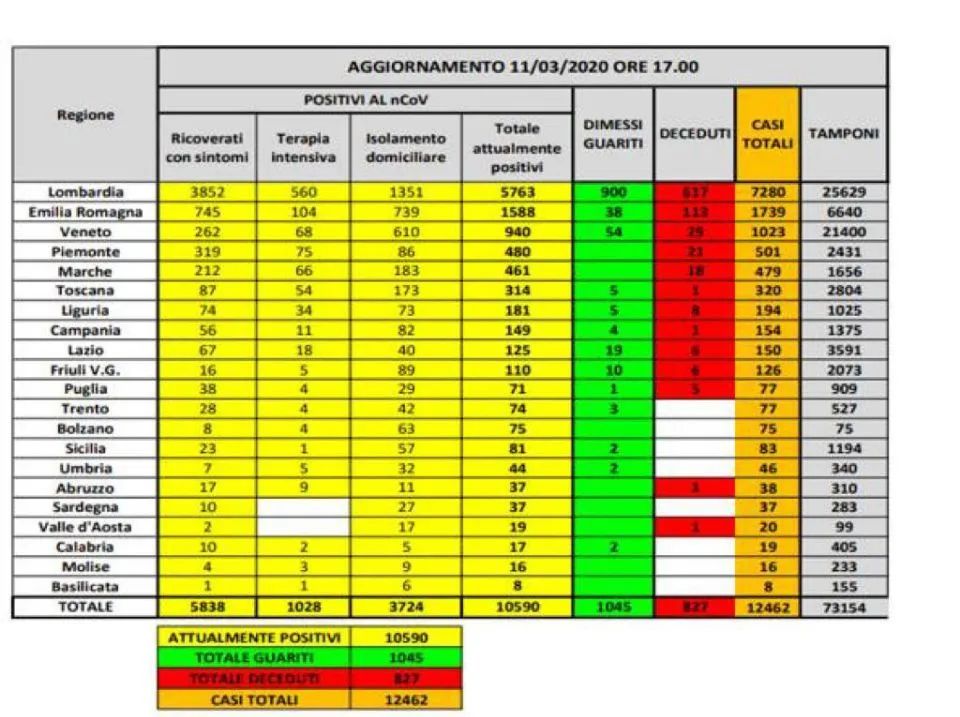 AGGIORNAMENTO 11/03/2020 ORE 17.00
Regione
POSITIVI AL nCoV
DIMESSI GUARITI
DECEDUTI
CASI TOTALI
TAMPONI
Ricoverati con sintomi
Terapia intensiva
Isolamento domiciliare
Totale attualmente positivi
Lombardia 3852 560 1351 5763 900 617 7280 25629
Emilia Romagna 745 104 739 1588 38 113 1739 6640
Veneto 262 68 610 940 54 29 1023 21400
Piemonte 319 75 86 480 21 501 2431
Marche 212 66 183 461 18 479 1656
Toscana 87 54 173 314 5 1 320 2804
Liguria 74 34 73 181 5 8 194 1025
Campania 56 11 82 149 4 1 154 1375
Lazio 67 18 40 125 19 6 150 3591
Friuli V.G. 16 5 89 110 10 6 126 2073
Puglia 38 4 29 71 1 5 77 909
Trento 28 4 42 74 3 77 527
Bolzano 8 4 63 75 75 75
Sicilia 23 1 57 81 2 83 1194
Umbria 7 5 32 44 2 46 340
Abruzzo 17 9 11 37 1 38 310
Sardegna 10 27 37 37 283
Valle d'Aosta 2 17 19 1 20 99
Calabria 10 2 5 17 2 19 405
Molise 4 3 9 16 16 233
Basilicata 1 1 6 8 8 155
TOTALE 5838 1028 3724 10590 1045 827 12462 73154
ATTUALMENTE POSITIVI 10590
TOTALE GUARITI 1045
TOTALE DECEDUTI 827
CASI TOTALI 12462